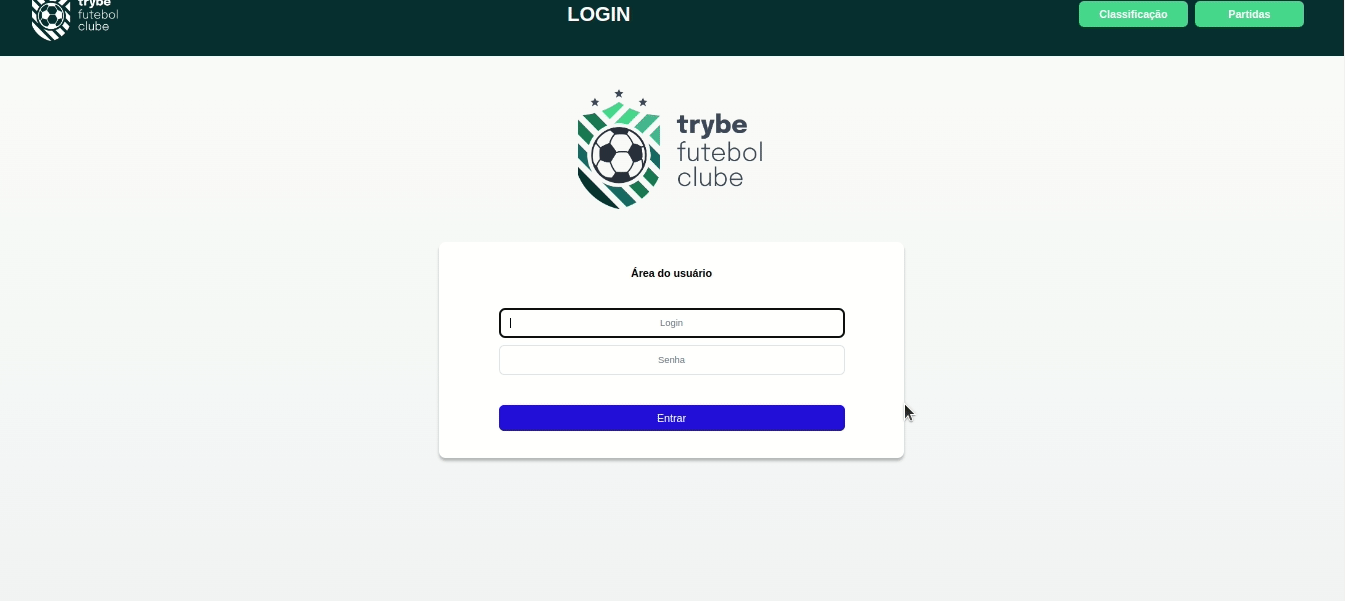 trybe
futebol
clube
LOGIN
Classificação
Partidas
trybe
futebol
clube
Área do usuário
Login
Senha
Entrar